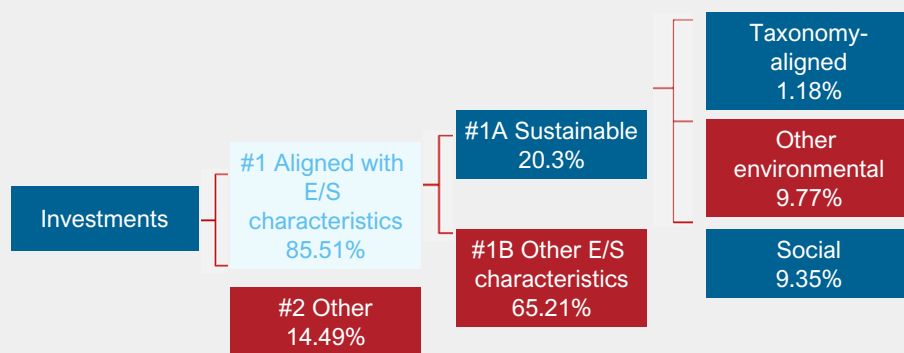 Investments
#1 Aligned with
E/S
characteristics
85.51%
#2 Other
14.49%
#1A Sustainable
20.3%
#1B Other E/S
characteristics
65.21%
Taxonomy-
aligned
1.18%
Other
environmental
9.77%
Social
9.35%